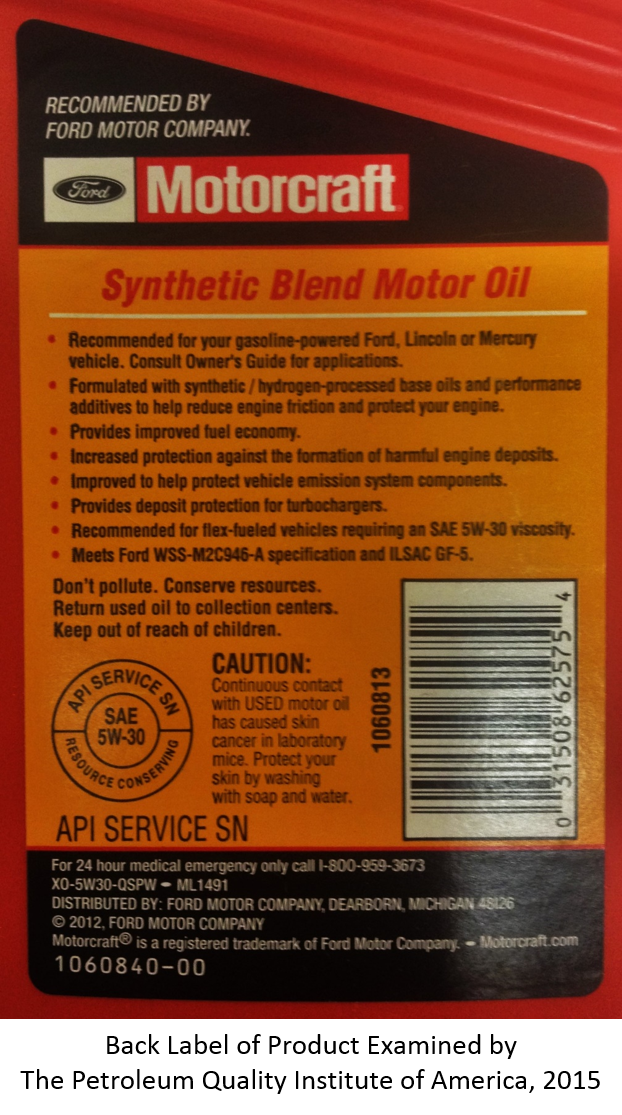 RECOMMENDED BY
FORD MOTOR COMPANY.
Ford Motorcraft
Synthetic Blend Motor Oil
• Recommended for your gasoline-powered Ford, Lincoln or Mercury
vehicle. Consult Owner's Guide for applications.
• Formulated with synthetic / hydrogen-processed base oils and performance
additives to help reduce engine friction and protect your engine.
• Provides improved fuel economy.
• Increased protection against the formation of harmful engine deposits.
• Improved to help protect vehicle emission system components.
• Provides deposit protection for turbochargers.
• Recommended for flex-fueled vehicles requiring an SAE 5W-30 viscosity.
• Meets Ford WSS-M2C946-A specification and ILSAC GF-5.
Don't pollute. Conserve resources.
Return used oil to collection centers.
Keep out of reach of children.
API SERVICE SN
SAE
5W-30
RESOURCE CONSERVING
CAUTION:
Continuous contact
with USED motor oil
has caused skin
cancer in laboratory
mice. Protect your
skin by washing
with soap and water.
1060813
0 31508 62575 4
API SERVICE SN
For 24 hour medical emergency only call 1-800-959-3673
XO-5W30-QSPW – ML1491
DISTRIBUTED BY: FORD MOTOR COMPANY, DEARBORN, MICHIGAN 48126
© 2012, FORD MOTOR COMPANY
Motorcraft® is a registered trademark of Ford Motor Company. – Motorcraft.com
1060840-00
Back Label of Product Examined by
The Petroleum Quality Institute of America, 2015